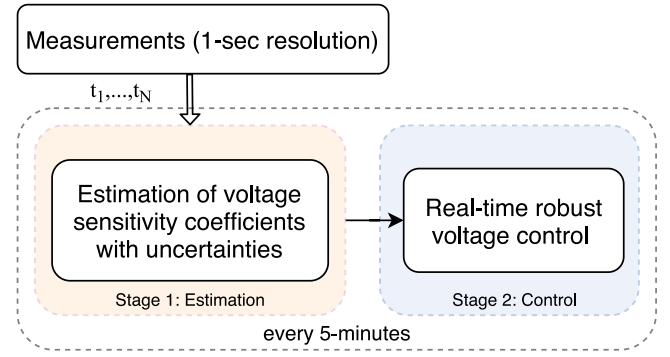 Measurements (1-sec resolution)
t1,...,tN
Estimation of voltage
sensitivity coefficients
with uncertainties
Stage 1: Estimation
Real-time robust
voltage control
Stage 2: Control
every 5-minutes